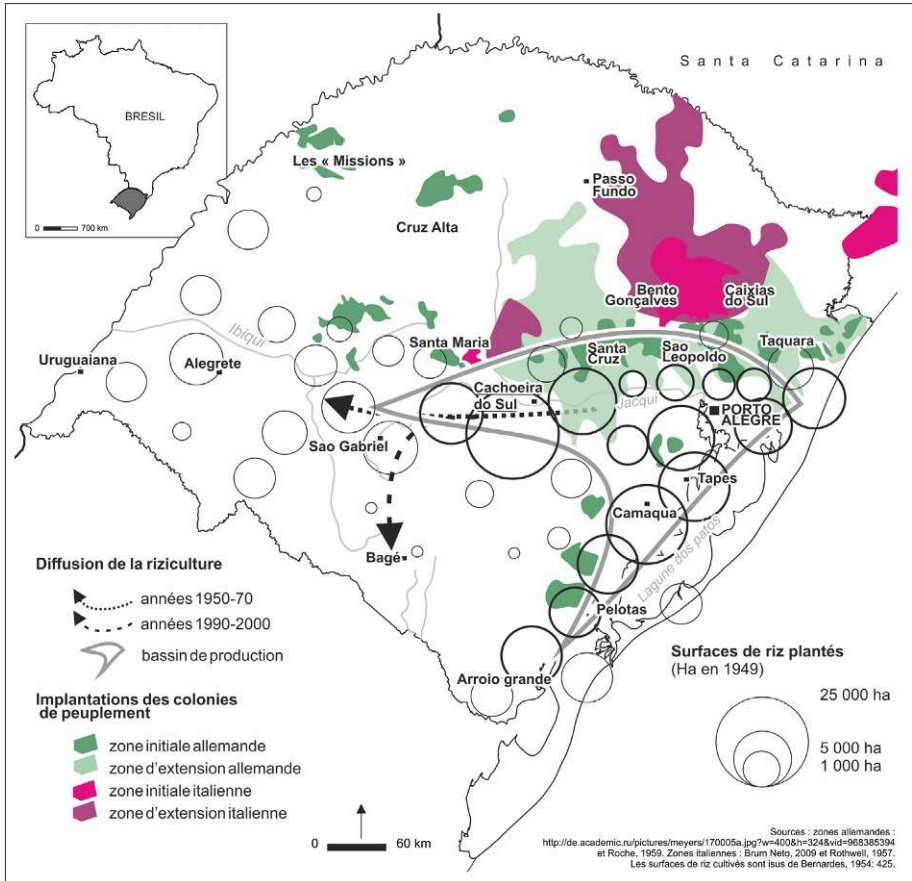 Santa Catarina
BRESIL
0 700 km
Les « Missions »
Passo
Fundo
Cruz Alta
Bento
Gonçalves
Caixias
do Sul
Ibiqui
Santa Maria
Santa
Cruz
Sao
Leopoldo
Taquara
Uruguaiana
Alegrete
Cachoeira
do Sul
Jacqui
PORTO
ALEGRE
Sao Gabriel
Tapes
Camaqua
Bagé
Lagune dos patos
Pelotas
Arroio grande
Diffusion de la riziculture
années 1950-70
années 1990-2000
bassin de production
Implantations des colonies
de peuplement
zone initiale allemande
zone d'extension allemande
zone initiale italienne
zone d'extension italienne
0 60 km
Surfaces de riz plantés
(Ha en 1949)
25 000 ha
5 000 ha
1 000 ha
Sources : zones allemandes :
http://de.academic.ru/pictures/meyers/170005a.jpg?w=400&h=324&vid=968385394
et Roche, 1959. Zones italiennes : Brum Neto, 2009 et Rothwell, 1957.
Les surfaces de riz cultivés sont isus de Bernardes, 1954: 425.